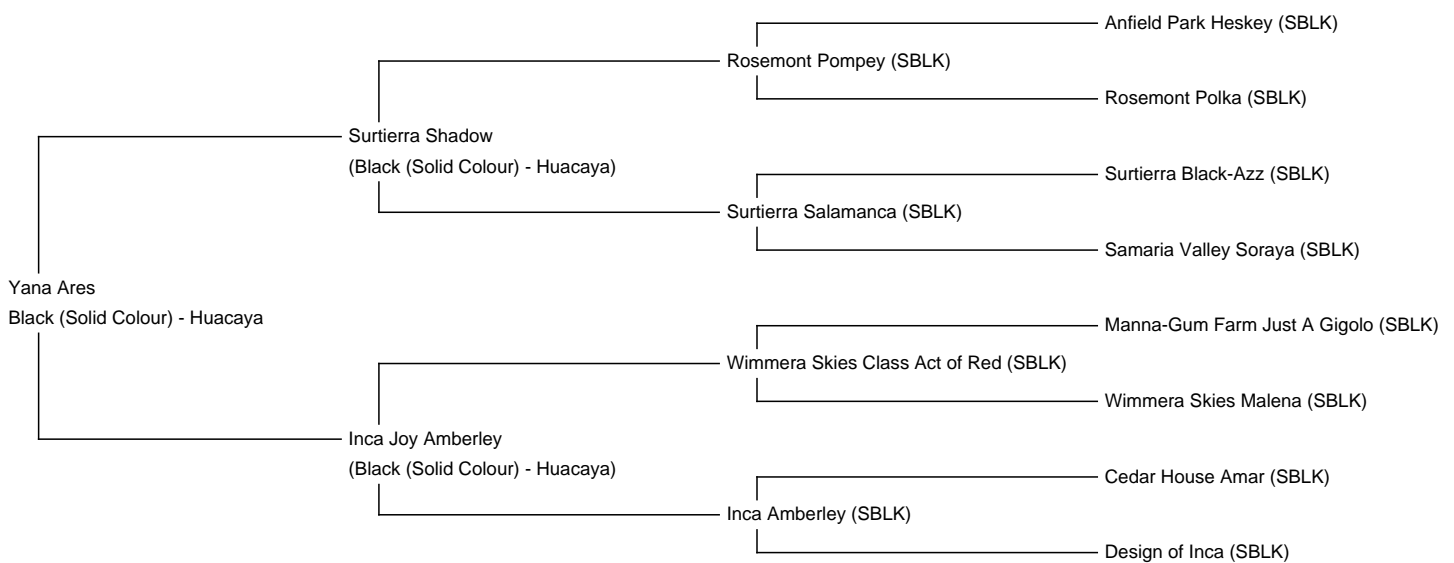 Anfield Park Heskey (SBLK)
Rosemont Pompey (SBLK)
Rosemont Polka (SBLK)
Surtierra Shadow
(Black (Solid Colour) - Huacaya)
Surtierra Black-Azz (SBLK)
Surtierra Salamanca (SBLK)
Samaria Valley Soraya (SBLK)
Yana Ares
Black (Solid Colour) - Huacaya
Manna-Gum Farm Just A Gigolo (SBLK)
Wimmera Skies Class Act of Red (SBLK)
Wimmera Skies Malena (SBLK)
Inca Joy Amberley
(Black (Solid Colour) - Huacaya)
Cedar House Amar (SBLK)
Inca Amberley (SBLK)
Design of Inca (SBLK)